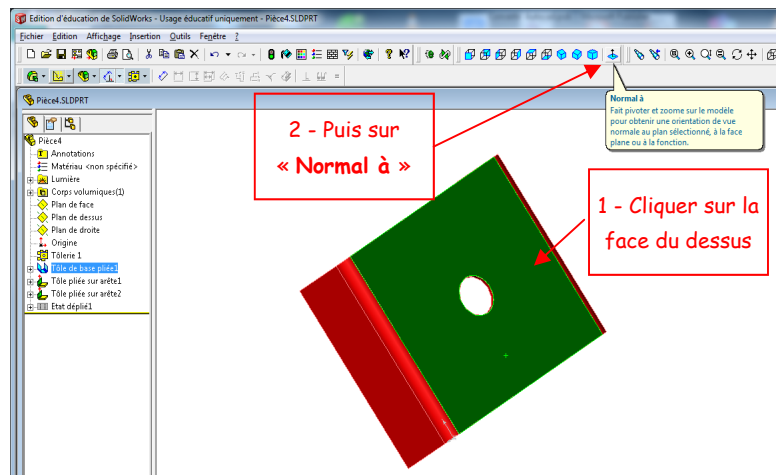 Edition d'éducation de SolidWorks - Usage éducatif uniquement - Pièce4.SLDPRT
Fichier Edition Affichage Insertion Outils Fenêtre ?
Pièce4.SLDPRT
Pièce4
Annotations
Matériau <non spécifié>
Lumière
Corps volumiques(1)
Plan de face
Plan de dessus
Plan de droite
Origine
Tôlerie 1
Tôle de base pliée1
Tôle pliée sur arête1
Tôle pliée sur arête2
Etat déplié1
2 - Puis sur
« Normal à »
Normal à
Fait pivoter et zoome sur le modèle
pour obtenir une orientation de vue
normale au plan sélectionné, à la face
plane ou à la fonction.
1 - Cliquer sur la
face du dessus